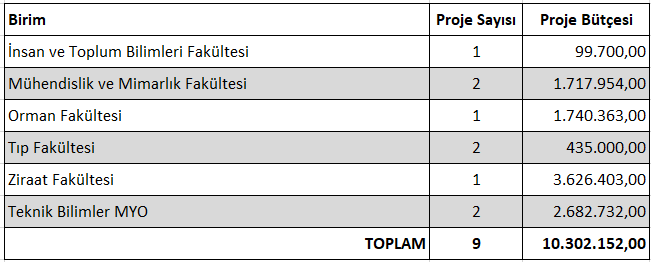 Birim Proje Sayısı Proje Bütçesi
İnsan ve Toplum Bilimleri Fakültesi 1 99.700,00
Mühendislik ve Mimarlık Fakültesi 2 1.717.954,00
Orman Fakültesi 1 1.740.363,00
Tıp Fakültesi 2 435.000,00
Ziraat Fakültesi 1 3.626.403,00
Teknik Bilimler MYO 2 2.682.732,00
TOPLAM 9 10.302.152,00